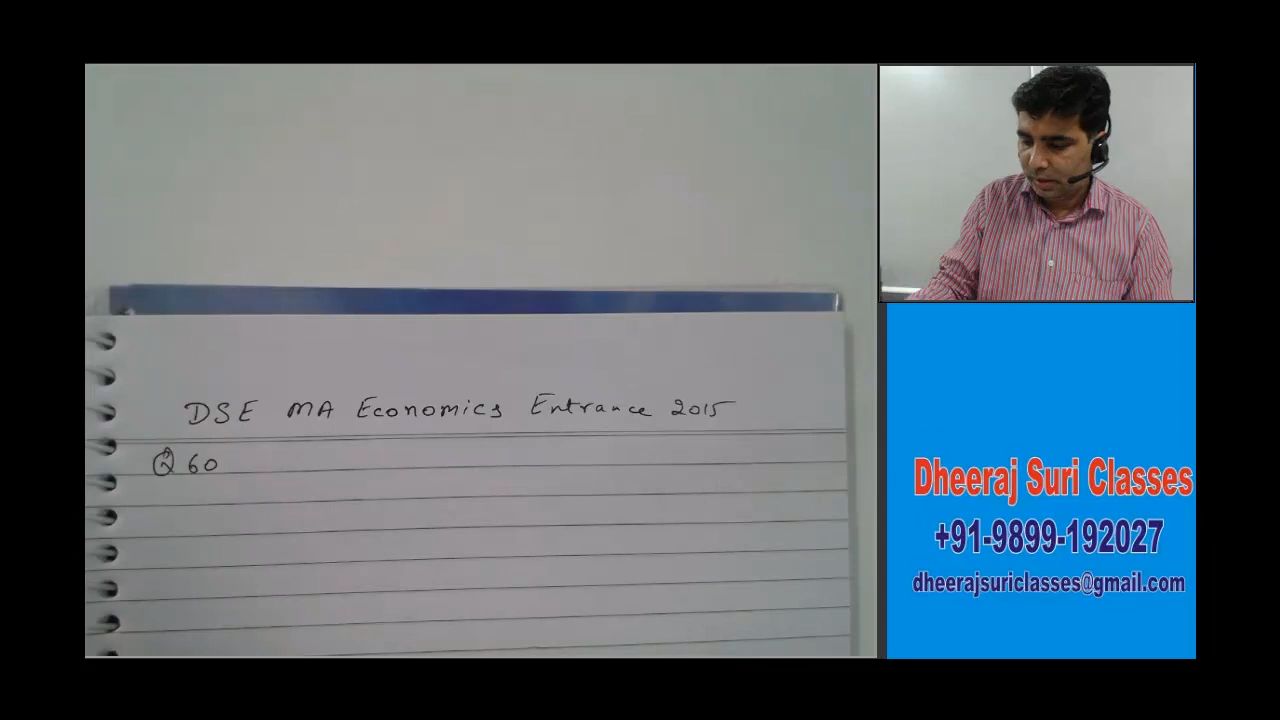 DSE MA Economics Entrance 2015
Q 60
Dheeraj Suri Classes
+91-9899-192027
dheerajsuriclasses@gmail.com